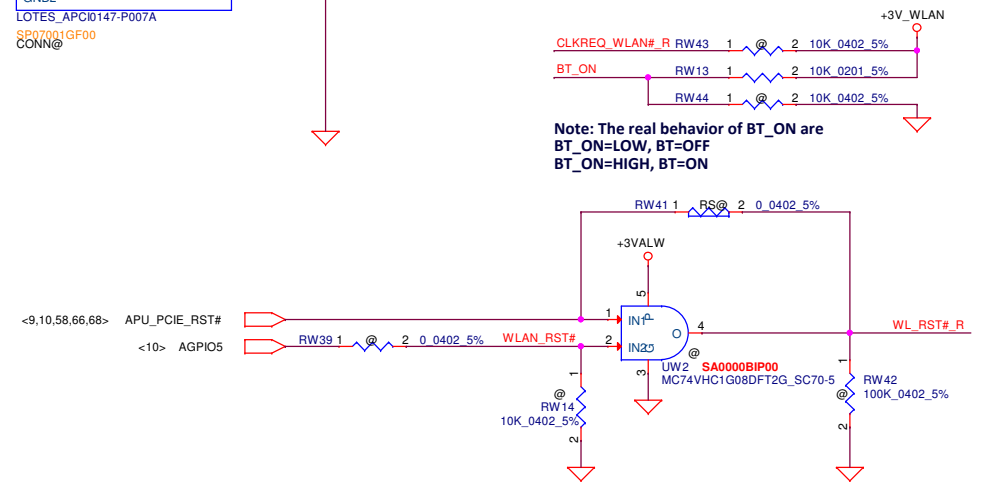 GND2
LOTES_APCI0147-P007A
SP07001GF00
CONN@
+3V_WLAN
CLKREQ_WLAN#_R RW43 1 @ 2 10K_0402_5%
BT_ON RW13 1 2 10K_0201_5%
RW44 1 @ 2 10K_0402_5%
Note: The real behavior of BT_ON are
BT_ON=LOW, BT=OFF
BT_ON=HIGH, BT=ON
RW41 1 RS@ 2 0_0402_5%
+3VALW
5
<9,10,58,66,68> APU_PCIE_RST# 1 IN1 P
O 4 WL_RST#_R
<10> AGPIO5 RW39 1 @ 2 0_0402_5% WLAN_RST# 2 IN2 G
@
3
UW2 SA0000BIP00
MC74VHC1G08DFT2G_SC70-5
1
@ RW14
10K_0402_5%
2
1
RW42
@ 100K_0402_5%
2